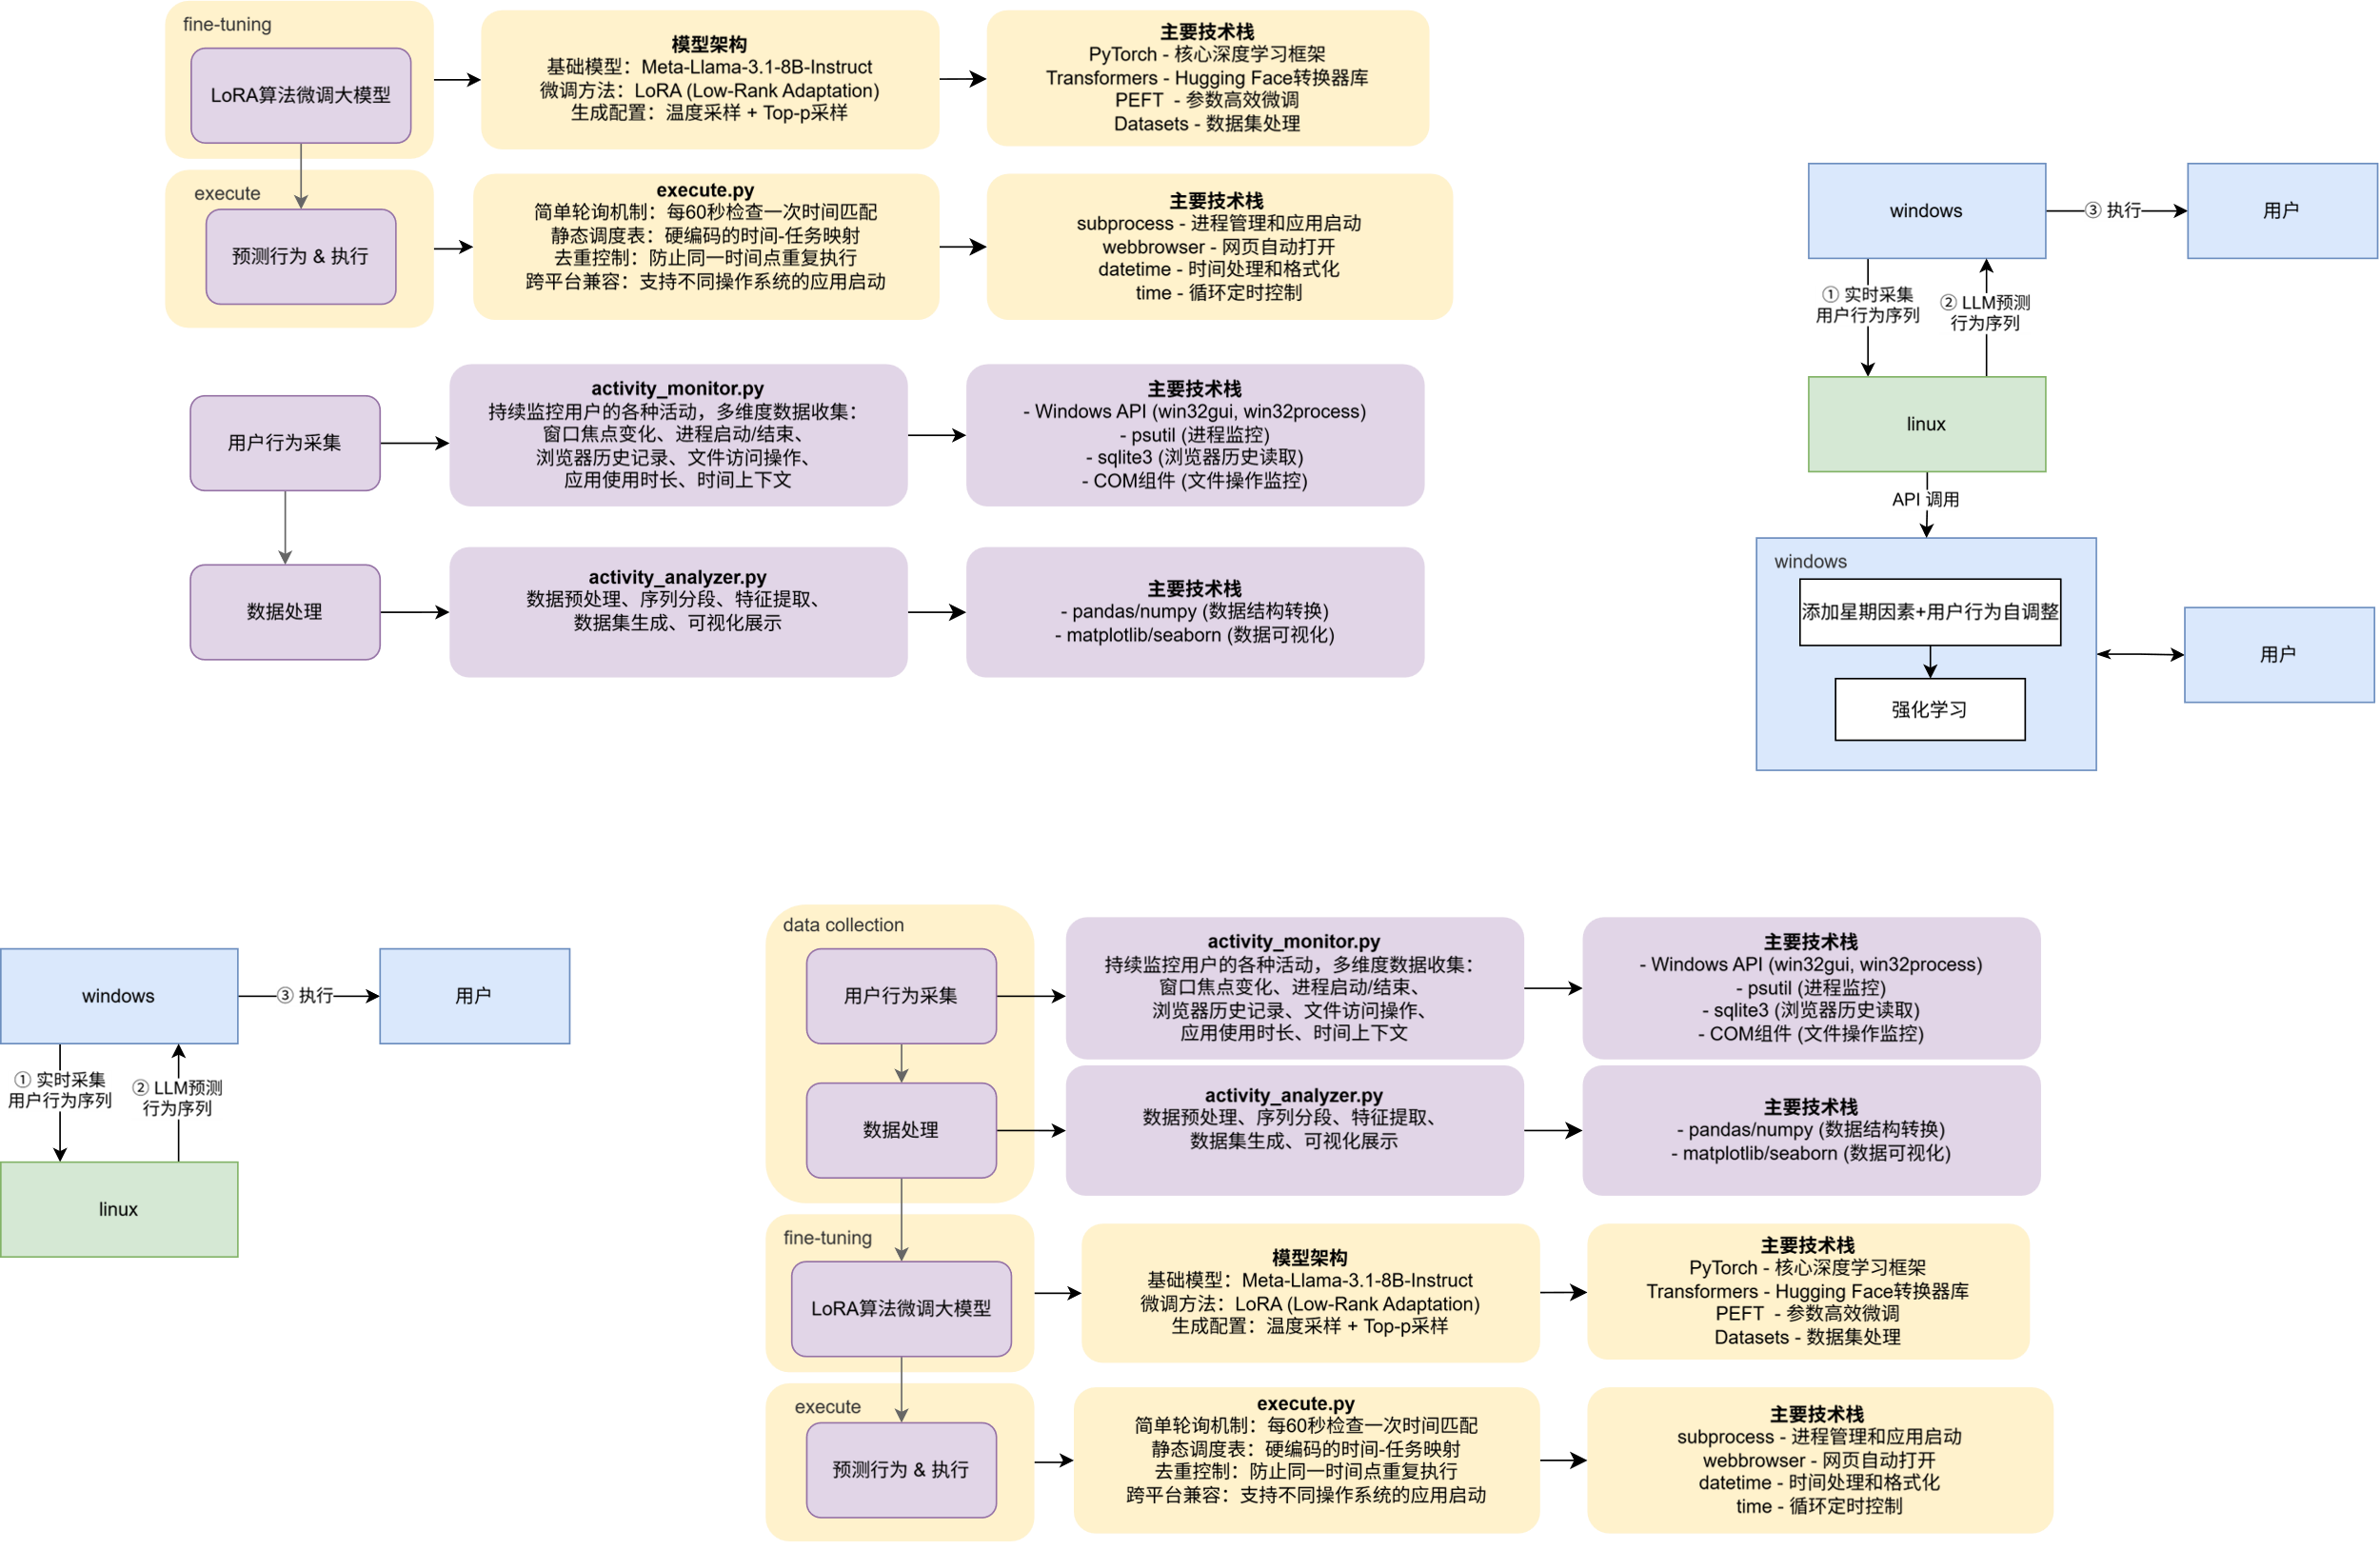 fine-tuning
LoRA算法微调大模型
模型架构
基础模型：Meta-Llama-3.1-8B-Instruct
微调方法：LoRA (Low-Rank Adaptation)
生成配置：温度采样 + Top-p采样
主要技术栈
PyTorch - 核心深度学习框架
Transformers - Hugging Face转换器库
PEFT  - 参数高效微调
Datasets - 数据集处理
execute
预测行为 & 执行
execute.py
简单轮询机制：每60秒检查一次时间匹配
静态调度表：硬编码的时间-任务映射
去重控制：防止同一时间点重复执行
跨平台兼容：支持不同操作系统的应用启动
主要技术栈
subprocess - 进程管理和应用启动
webbrowser - 网页自动打开
datetime - 时间处理和格式化
time - 循环定时控制
用户行为采集
activity_monitor.py
持续监控用户的各种活动，多维度数据收集：
窗口焦点变化、进程启动/结束、
浏览器历史记录、文件访问操作、
应用使用时长、时间上下文
主要技术栈
- Windows API (win32gui, win32process)
- psutil (进程监控)
- sqlite3 (浏览器历史读取)
- COM组件 (文件操作监控)
数据处理
activity_analyzer.py
数据预处理、序列分段、特征提取、
数据集生成、可视化展示
主要技术栈
- pandas/numpy (数据结构转换)
- matplotlib/seaborn (数据可视化)
windows
③ 执行
用户
① 实时采集
用户行为序列
② LLM预测
行为序列
linux
API 调用
windows
添加星期因素+用户行为自调整
强化学习
用户
windows
③ 执行
用户
① 实时采集
用户行为序列
② LLM预测
行为序列
linux
data collection
用户行为采集
activity_monitor.py
持续监控用户的各种活动，多维度数据收集：
窗口焦点变化、进程启动/结束、
浏览器历史记录、文件访问操作、
应用使用时长、时间上下文
主要技术栈
- Windows API (win32gui, win32process)
- psutil (进程监控)
- sqlite3 (浏览器历史读取)
- COM组件 (文件操作监控)
数据处理
activity_analyzer.py
数据预处理、序列分段、特征提取、
数据集生成、可视化展示
主要技术栈
- pandas/numpy (数据结构转换)
- matplotlib/seaborn (数据可视化)
fine-tuning
LoRA算法微调大模型
模型架构
基础模型：Meta-Llama-3.1-8B-Instruct
微调方法：LoRA (Low-Rank Adaptation)
生成配置：温度采样 + Top-p采样
主要技术栈
PyTorch - 核心深度学习框架
Transformers - Hugging Face转换器库
PEFT  - 参数高效微调
Datasets - 数据集处理
execute
预测行为 & 执行
execute.py
简单轮询机制：每60秒检查一次时间匹配
静态调度表：硬编码的时间-任务映射
去重控制：防止同一时间点重复执行
跨平台兼容：支持不同操作系统的应用启动
主要技术栈
subprocess - 进程管理和应用启动
webbrowser - 网页自动打开
datetime - 时间处理和格式化
time - 循环定时控制